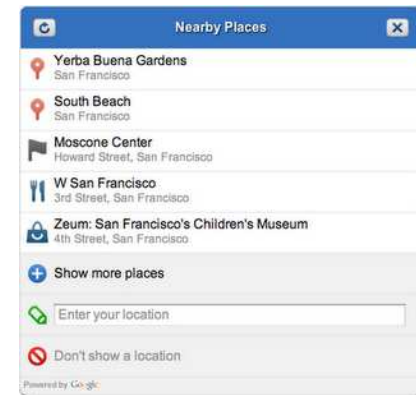 Nearby Places
Yerba Buena Gardens
San Francisco
South Beach
San Francisco
Moscone Center
Howard Street, San Francisco
W San Francisco
3rd Street, San Francisco
Zeum: San Francisco's Children's Museum
4th Street, San Francisco
Show more places
Enter your location
Don't show a location
Powered by Google